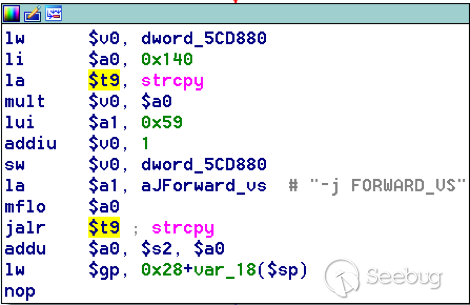 lw $v0, dword_5CD880
li $a0, 0x140
la $t9, strcpy
mult $v0, $a0
lui $a1, 0x59
addiu $v0, 1
sw $v0, dword_5CD880
la $a1, aJForward_vs # "-j FORWARD_VS"
mflo $a0
jalr $t9 ; strcpy
addu $a0, $s2, $a0
lw $gp, 0x28+var_18($sp)
nop
Seebug